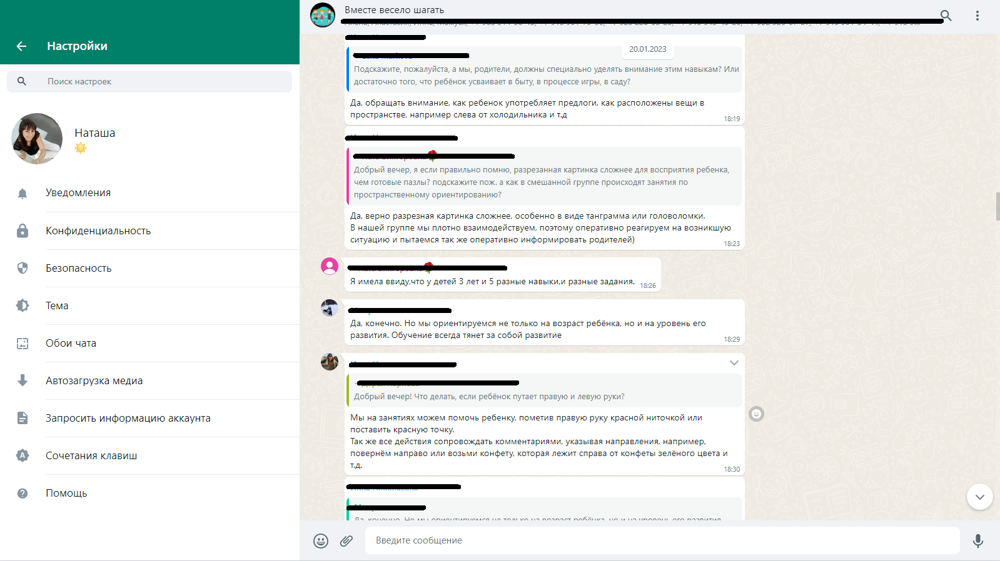 Настройки
Поиск настроек
Наташа
Уведомления
Конфиденциальность
Безопасность
Тема
Обои чата
Автозагрузка медиа
Запросить информацию аккаунта
Сочетания клавиш
Помощь
Вместе весело шагать
20.01.2023
Подскажите, пожалуйста, а мы, родители, должны специально уделять внимание этим навыкам? Или
достаточно того, что ребёнок усваивает в быту, в процессе игры, в саду?
Да, обращать внимание, как ребенок употребляет предлоги, как расположены вещи в
пространстве, например слева от холодильника и т.д
18:19
Добрый вечер, я если правильно помню, разрезанная картинка сложнее для восприятия ребенка,
чем готовые пазлы? подскажите пож. а как в смешанной группе происходят занятия по
пространственному ориентированию?
Да, верно разрезная картинка сложнее, особенно в виде танграмма или головоломки.
В нашей группе мы плотно взаимодействуем, поэтому оперативно реагируем на возникшую
ситуацию и пытаемся так же оперативно информировать родителей)
18:23
Я имела ввиду,что у детей 3 лет и 5 разные навыки,и разные задания.
18:26
Да, конечно. Но мы ориентируемся не только на возраст ребёнка, но и на уровень его
развития. Обучение всегда тянет за собой развитие
18:29
Добрый вечер! Что делать, если ребёнок путает правую и левую руки?
Мы на занятиях можем помочь ребенку, пометив правую руку красной ниточкой или
поставить красную точку.
Так же все действия сопровождать комментариями, указывая направления, например,
повернём направо или возьми конфету, которая лежит справа от конфеты зелёного цвета и
т.д.
18:30
Да, конечно. Но мы ориентируемся не только на возраст ребёнка, но и на уровень его развития.
Введите сообщение